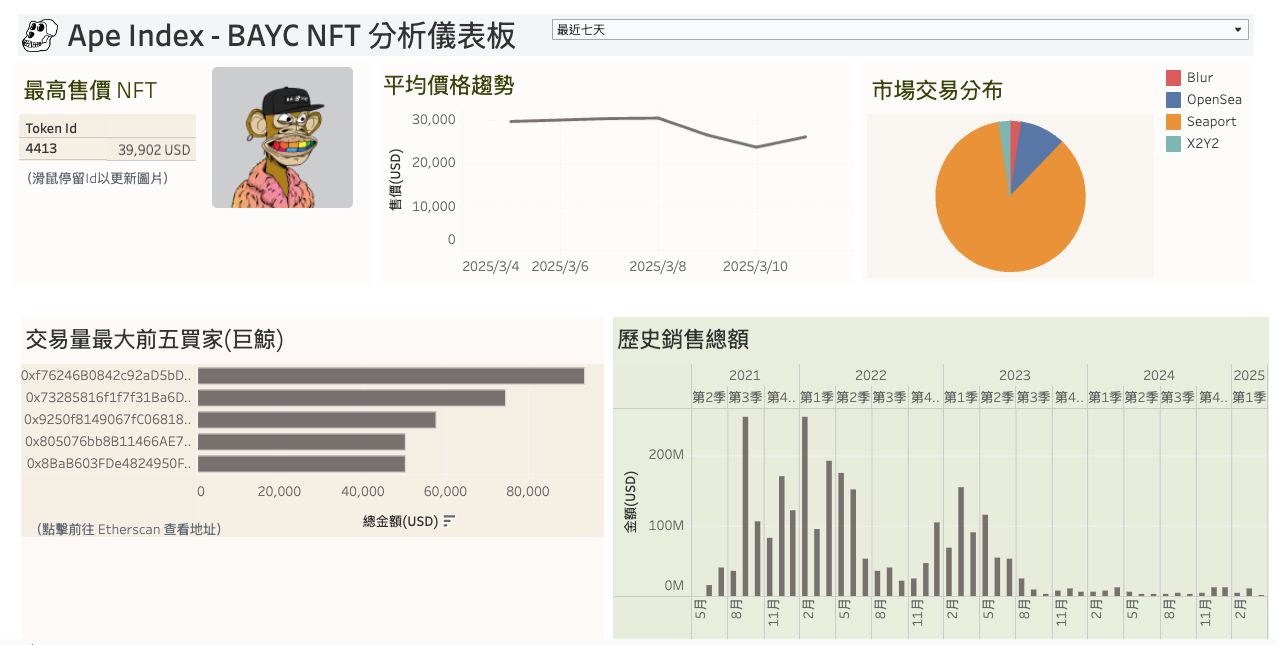 Ape Index - BAYC NFT 分析儀表板
最近七天
最高售價 NFT
Token Id
4413 39,902 USD
(滑鼠停留Id以更新圖片)
平均價格趨勢
售價(USD)
30,000
20,000
10,000
0
2025/3/4 2025/3/6 2025/3/8 2025/3/10
市場交易分布
Blur
OpenSea
Seaport
X2Y2
交易量最大前五買家(巨鯨)
0xf76246B0842c92aD5bD..
0x73285816f1f7f31Ba6D..
0x9250f8149067fC06818..
0x805076bb8B11466AE7..
0x8BaB603FDe4824950F..
0 20,000 40,000 60,000 80,000
總金額(USD)
(點擊前往 Etherscan 查看地址)
歷史銷售總額
2021 2022 2023 2024 2025
第2季 第3季 第4.. 第1季 第2季 第3季 第4.. 第1季 第2季 第3季 第4.. 第1季 第2季 第3季 第4.. 第1季
金額(USD)
200M
100M
0M
5月 8月 11月 2月 5月 8月 11月 2月 5月 8月 11月 2月 5月 8月 11月 2月